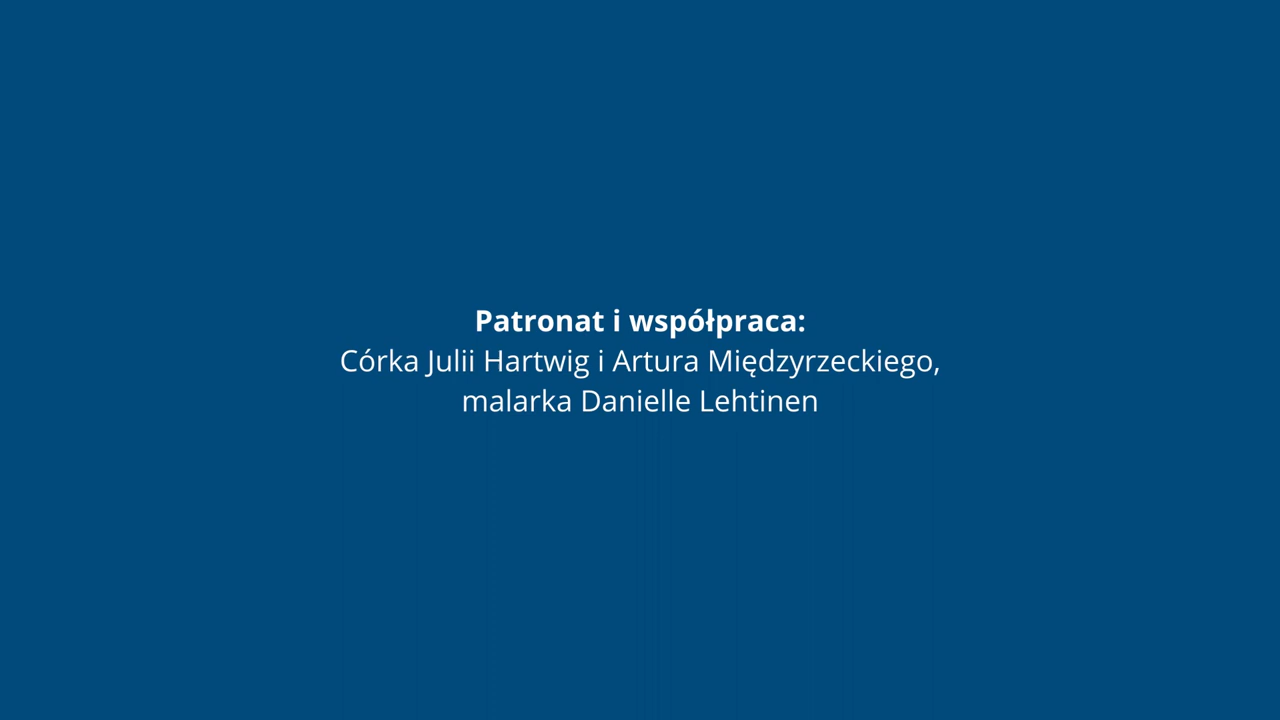 Patronat i współpraca:
Córka Julii Hartwig i Artura Międzyrzeckiego,
malarka Danielle Lehtinen